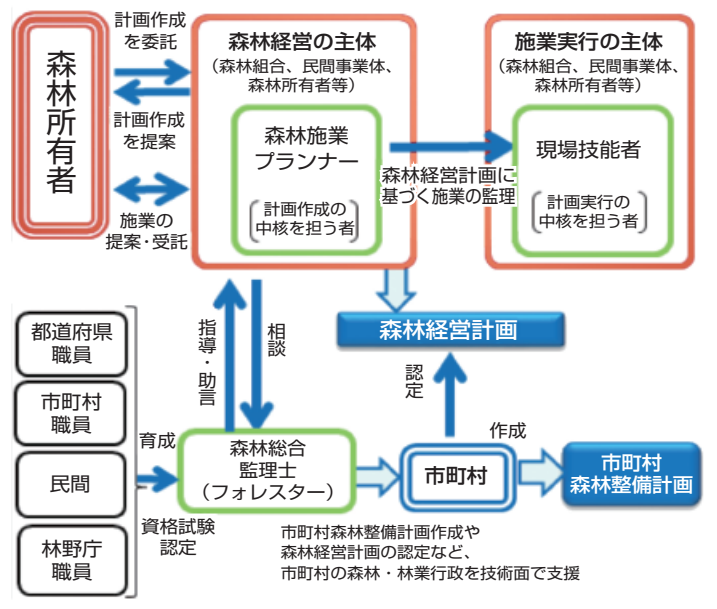 計画作成
を委託
森林所有者
計画作成
を提案
施業の
提案・受託
森林経営の主体
（森林組合、民間事業体、
森林所有者等）
森林施業
プランナー
計画作成の
中核を担う者
森林経営計画に
基づく施業の監理
施業実行の主体
（森林組合、民間事業体、
森林所有者等）
現場技能者
計画実行の
中核を担う者
森林経営計画
指導・助言
相談
認定
都道府県
職員
市町村
職員
民間
林野庁
職員
育成
資格試験
認定
森林総合
監理士
（フォレスター）
市町村
作成
市町村
森林整備計画
市町村森林整備計画作成や
森林経営計画の認定など、
市町村の森林・林業行政を技術面で支援